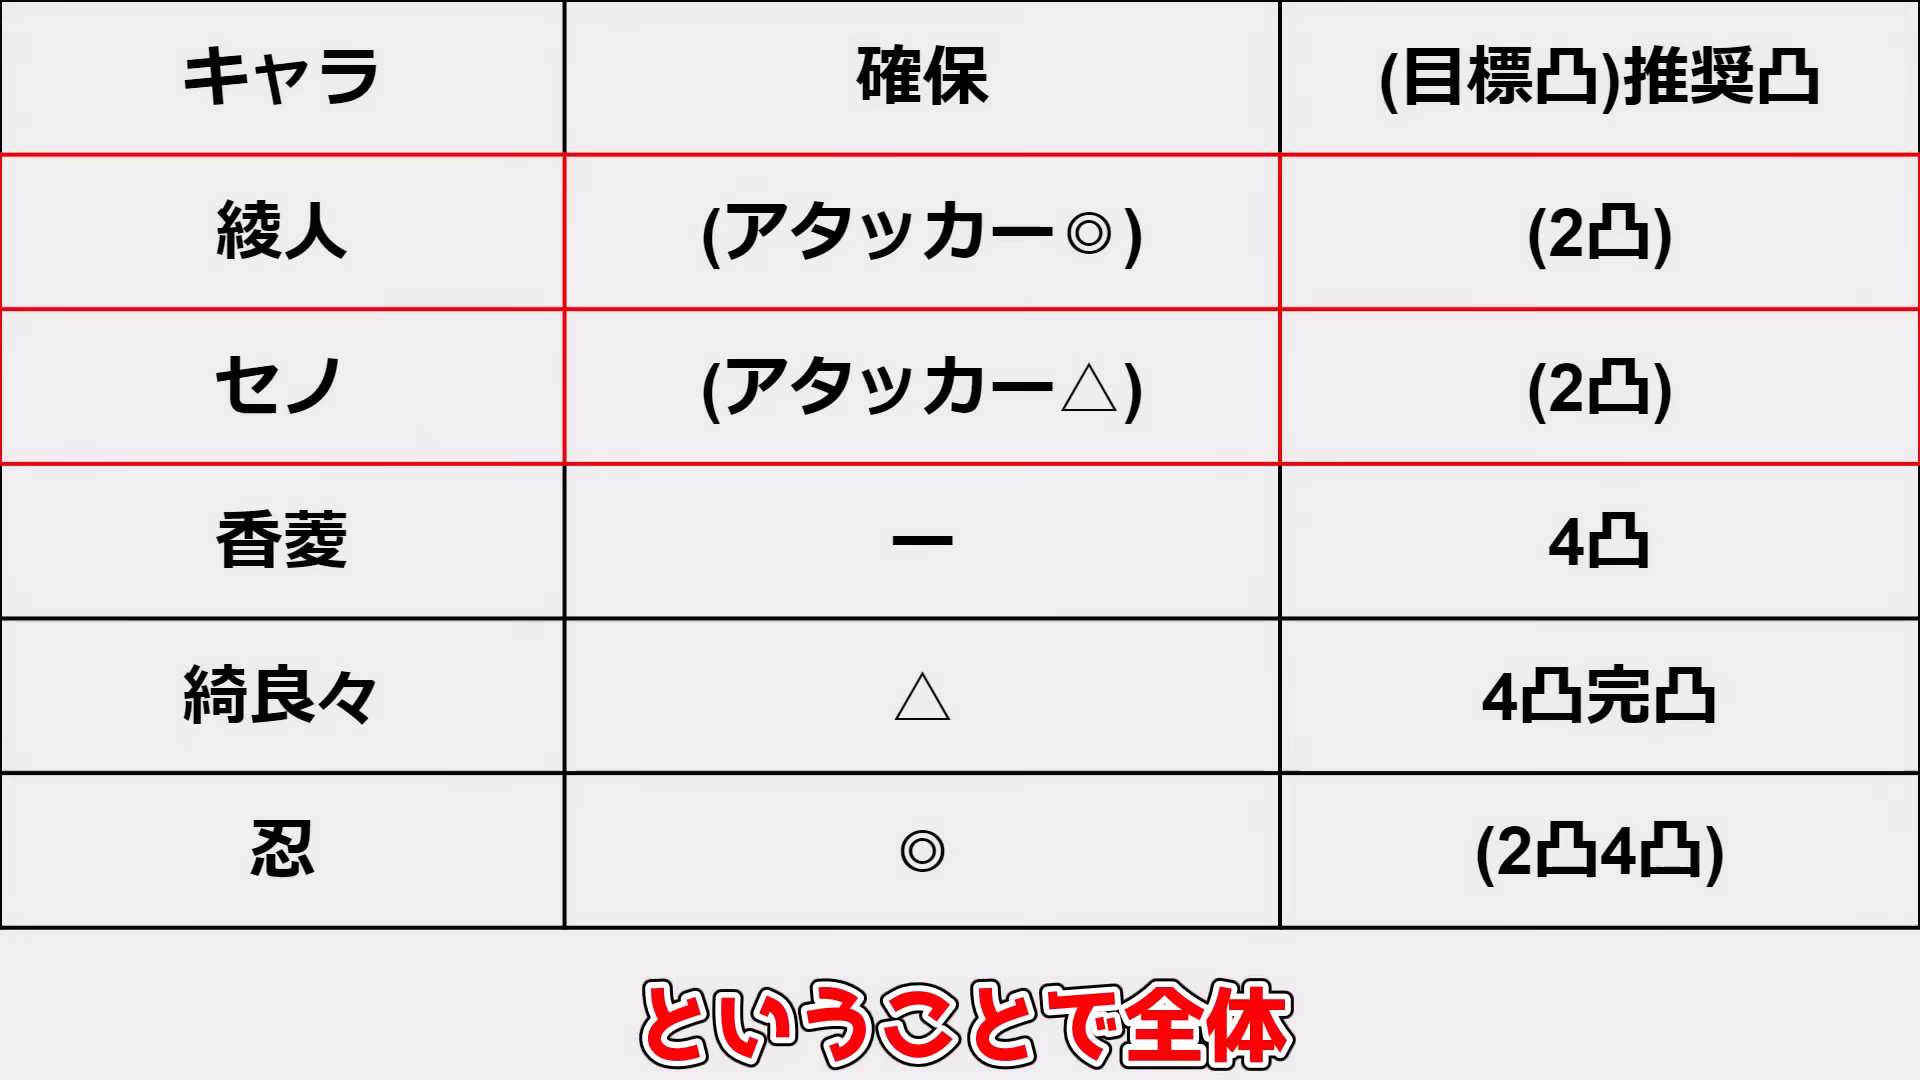 キャラ 確保 (目標凸)推奨凸
綾人 (アタッカー◎) (2凸)
セノ (アタッカー△) (2凸)
香菱 ー 4凸
綺良々 △ 4凸完凸
忍 ◎ (2凸4凸)
ということで全体